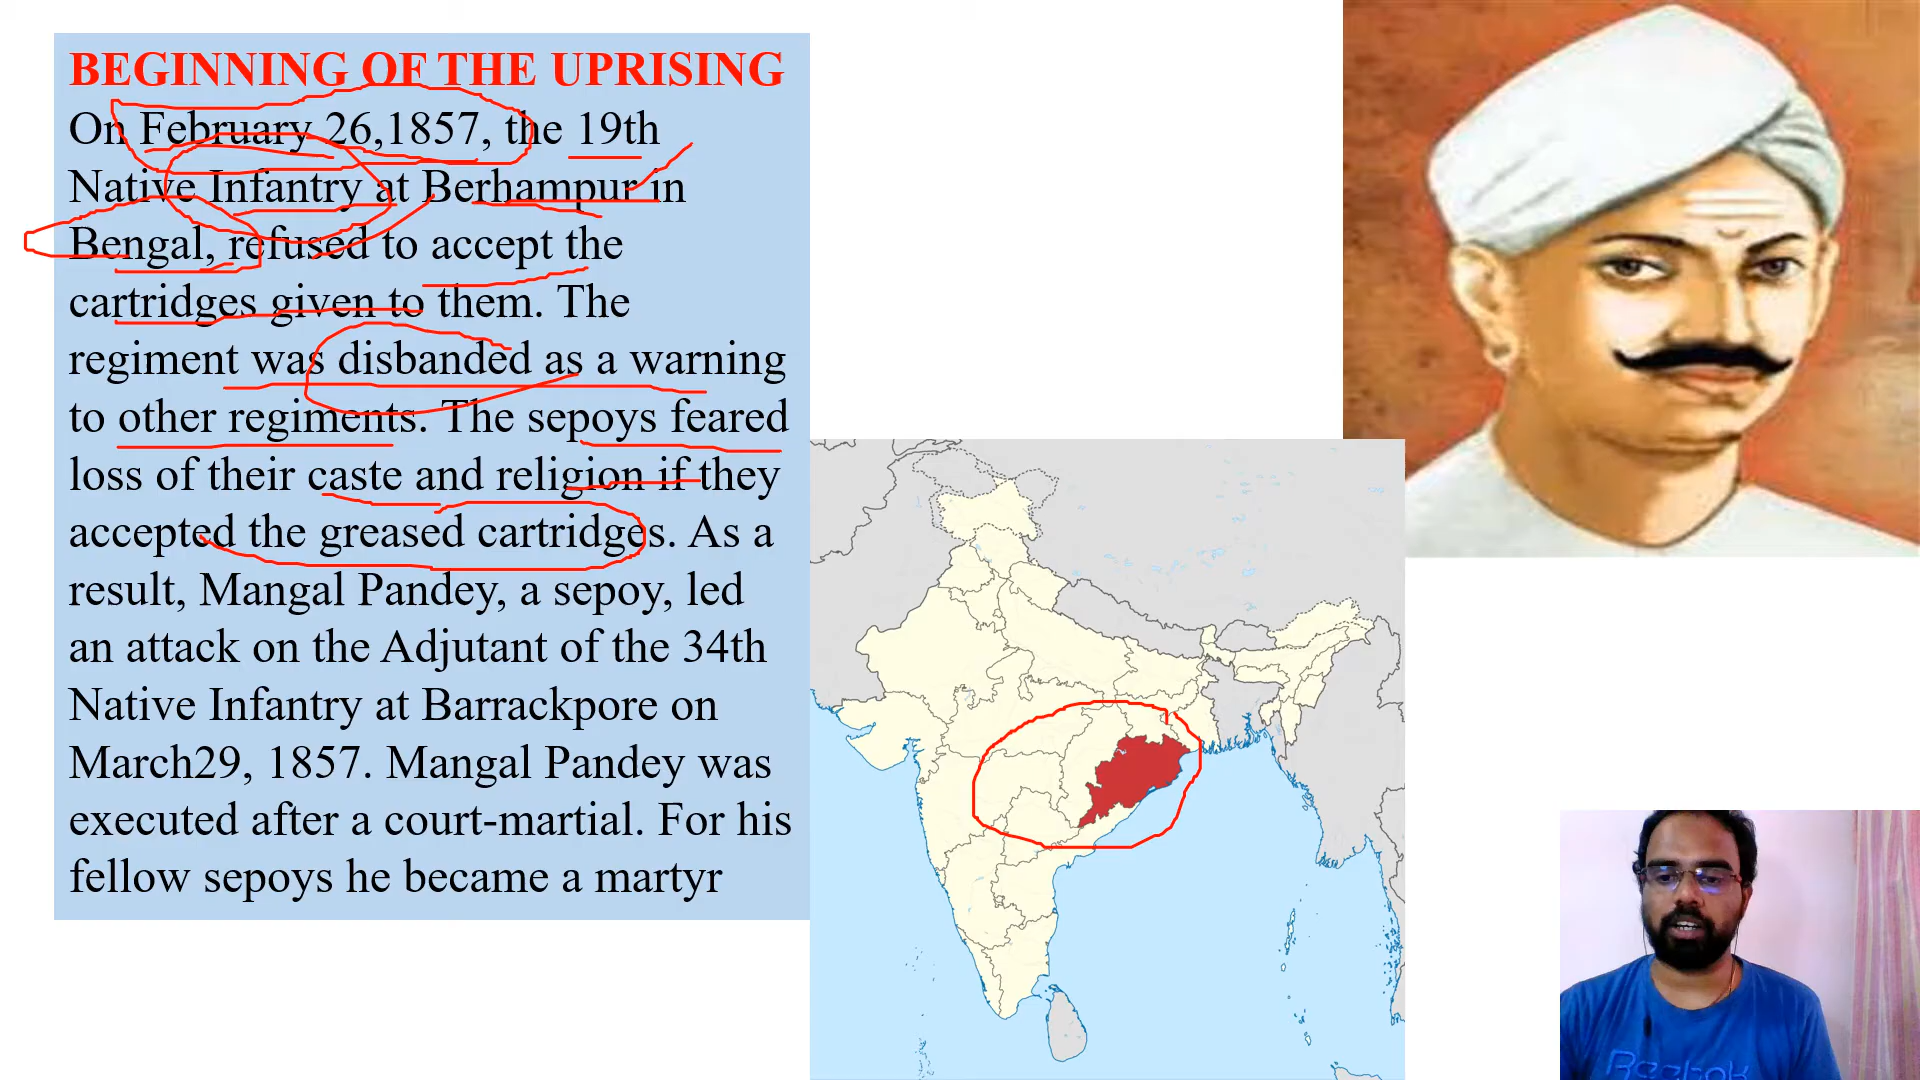 BEGINNING OF THE UPRISING
On February 26,1857, the 19th
Native Infantry at Berhampur in
Bengal, refused to accept the
cartridges given to them. The
regiment was disbanded as a warning
to other regiments. The sepoys feared
loss of their caste and religion if they
accepted the greased cartridges. As a
result, Mangal Pandey, a sepoy, led
an attack on the Adjutant of the 34th
Native Infantry at Barrackpore on
March29, 1857. Mangal Pandey was
executed after a court-martial. For his
fellow sepoys he became a martyr
Reebok